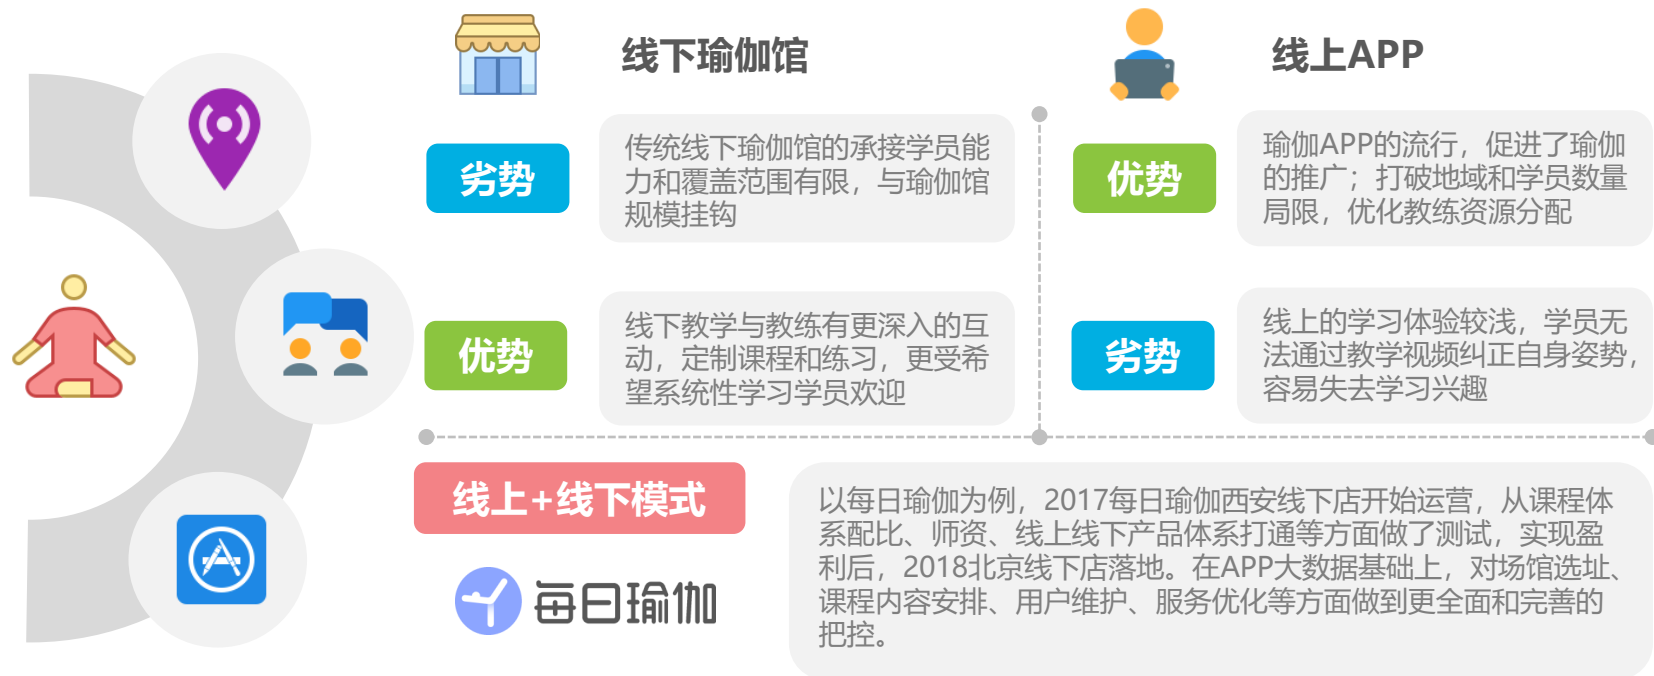 线下瑜伽馆
线上APP
劣势
传统线下瑜伽馆的承接学员能
力和覆盖范围有限，与瑜伽馆
规模挂钩
优势
瑜伽APP的流行，促进了瑜伽
的推广；打破地域和学员数量
局限，优化教练资源分配
优势
线下教学与教练有更深入的互
动，定制课程和练习，更受希
望系统性学习学员欢迎
劣势
线上的学习体验较浅，学员无
法通过教学视频纠正自身姿势，
容易失去学习兴趣
线上+线下模式
每日瑜伽
以每日瑜伽为例，2017每日瑜伽西安线下店开始运营，从课程体
系配比、师资、线上线下产品体系打通等方面做了测试，实现盈
利后，2018北京线下店落地。在APP大数据基础上，对场馆选址、
课程内容安排、用户维护、服务优化等方面做到更全面和完善的
把控。